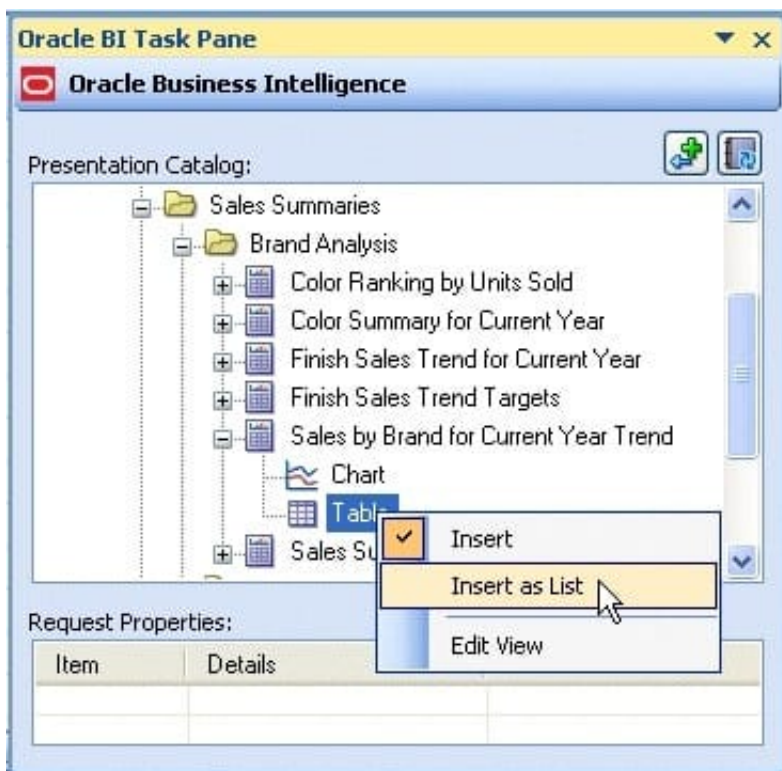 Oracle BI Task Pane
Oracle Business Intelligence
Presentation Catalog:
Sales Summaries
Brand Analysis
Color Ranking by Units Sold
Color Summary for Current Year
Finish Sales Trend for Current Year
Finish Sales Trend Targets
Sales by Brand for Current Year Trend
Chart
Table
Insert
Sales
Insert as List
Request Properties:
Edit View
Item Details